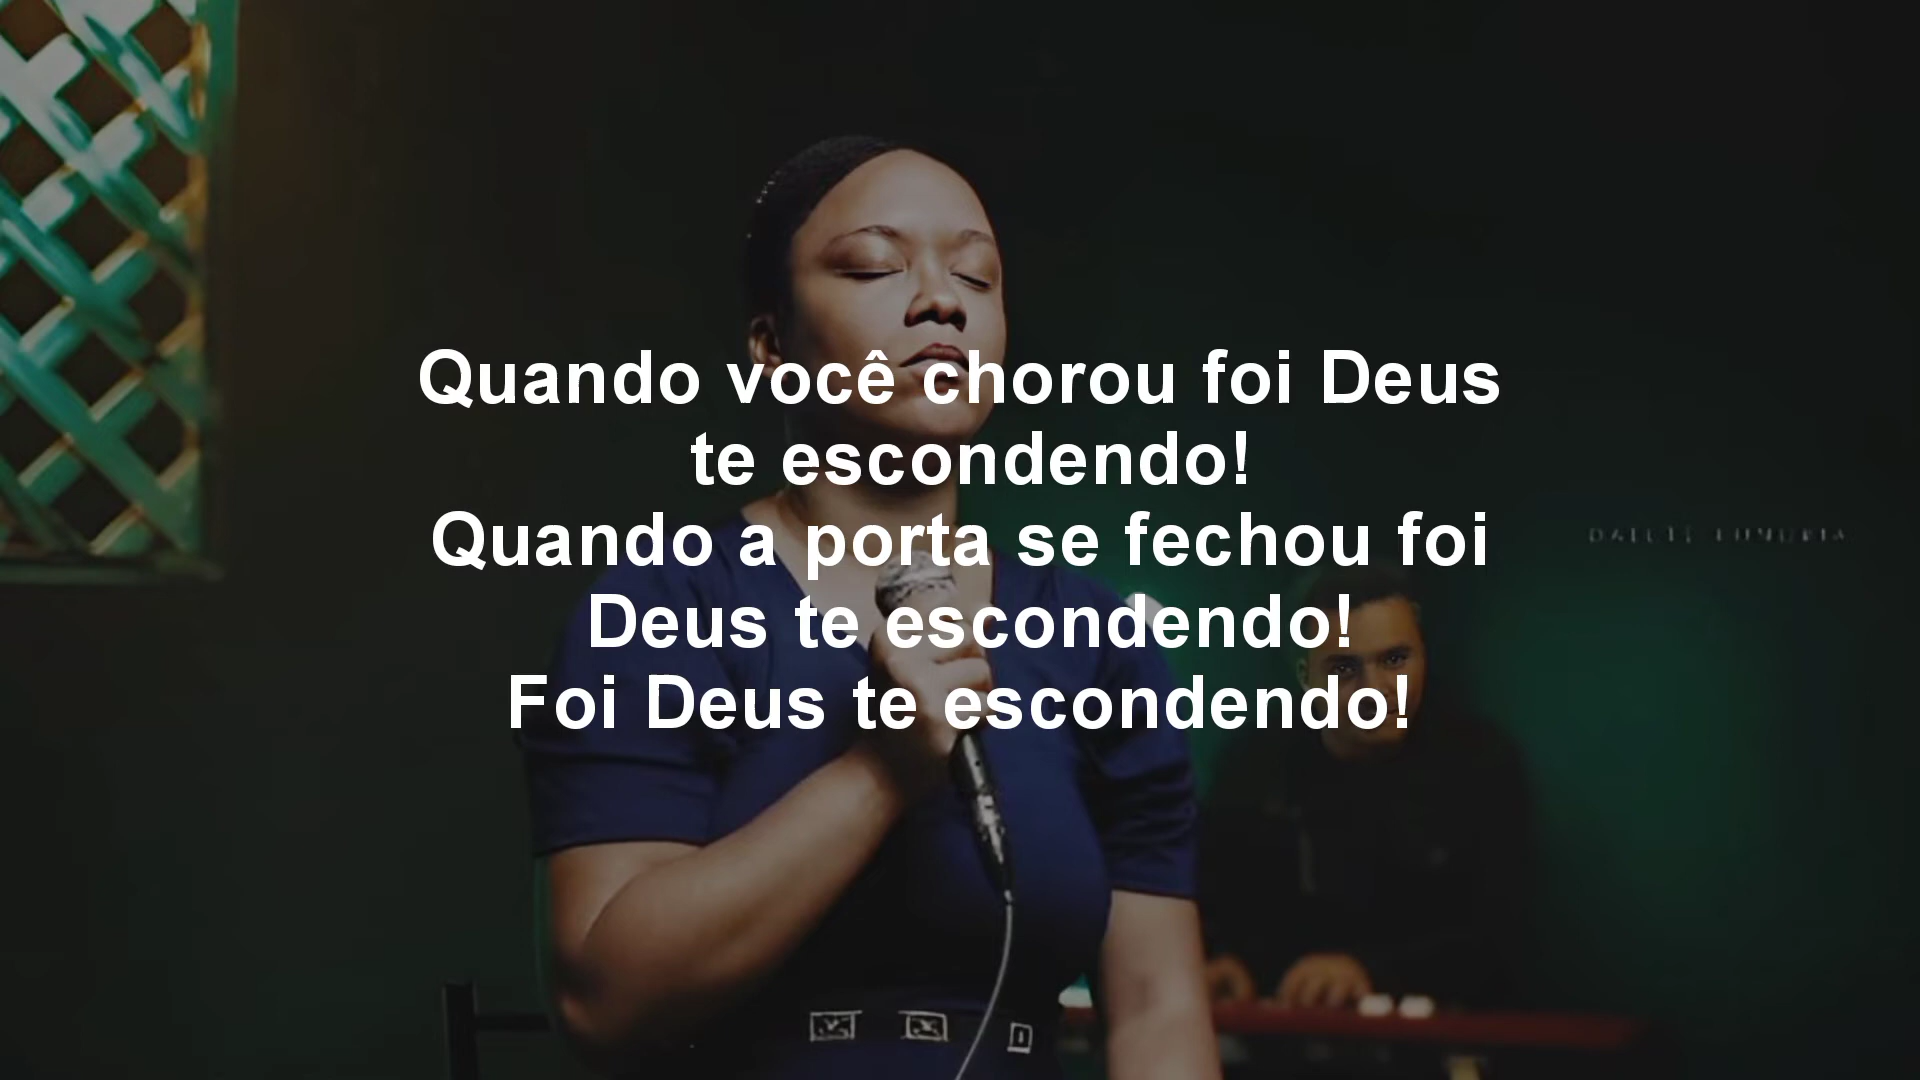 Quando você chorou foi Deus
te escondendo!
Quando a porta se fechou foi
Deus te escondendo!
Foi Deus te escondendo!